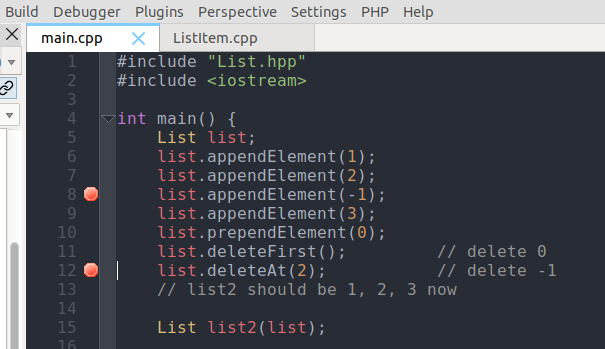 Build Debugger Plugins Perspective Settings PHP Help
main.cpp ListItem.cpp
1 #include "List.hpp"
2 #include <iostream>
3
4 int main() {
5 List list;
6 list.appendElement(1);
7 list.appendElement(2);
8 list.appendElement(-1);
9 list.appendElement(3);
10 list.prependElement(0);
11 list.deleteFirst(); // delete 0
12 list.deleteAt(2); // delete -1
13 // list2 should be 1, 2, 3 now
14
15 List list2(list);
16